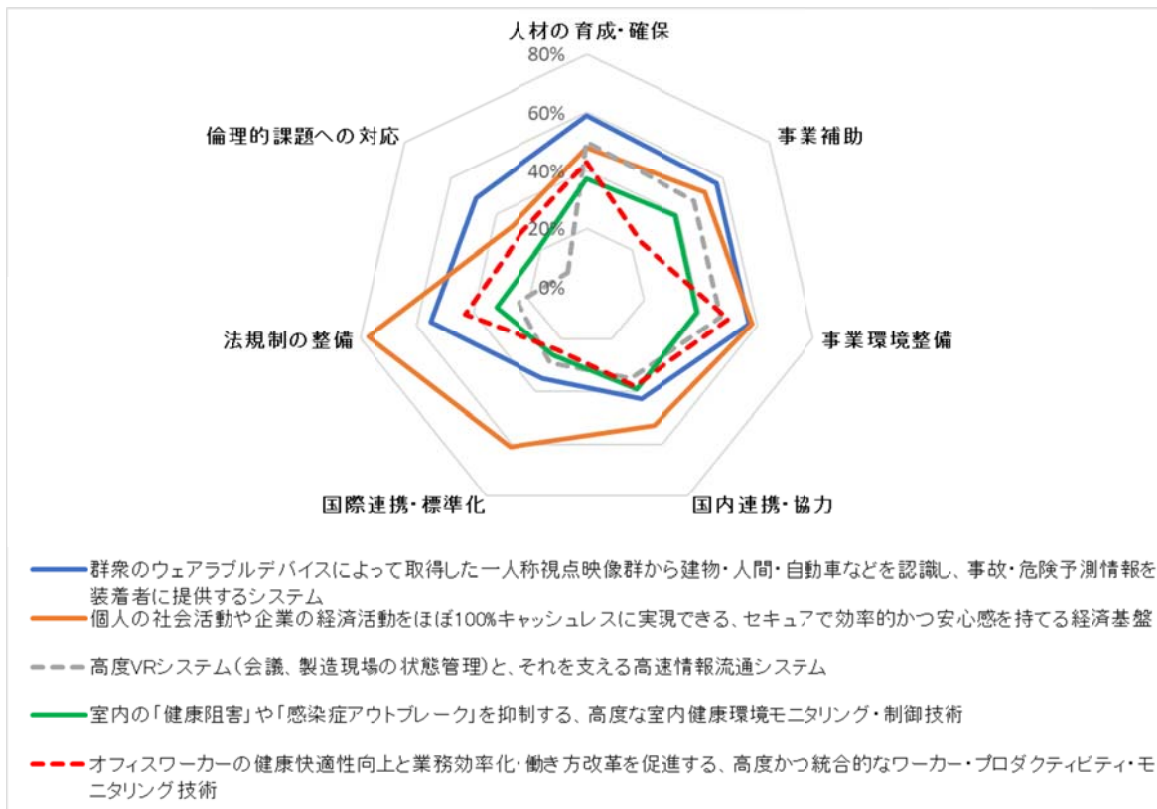 人材の育成・確保
80%
60%
40%
20%
0%
倫理的課題への対応
事業補助
法規制の整備
事業環境整備
国際連携・標準化
国内連携・協力
群衆のウェアラブルデバイスによって取得した一人称視点映像群から建物・人間・自動車などを認識し、事故・危険予測情報を
装着者に提供するシステム
個人の社会活動や企業の経済活動をほぼ100%キャッシュレスに実現できる、セキュアで効率的かつ安心感を持てる経済基盤
高度VRシステム(会議、製造現場の状態管理)と、それを支える高速情報流通システム
室内の「健康阻害」や「感染症アウトブレーク」を抑制する、高度な室内健康環境モニタリング・制御技術
オフィスワーカーの健康快適性向上と業務効率化・働き方改革を促進する、高度かつ統合的なワーカー・プロダクティビティ・モ
ニタリング技術